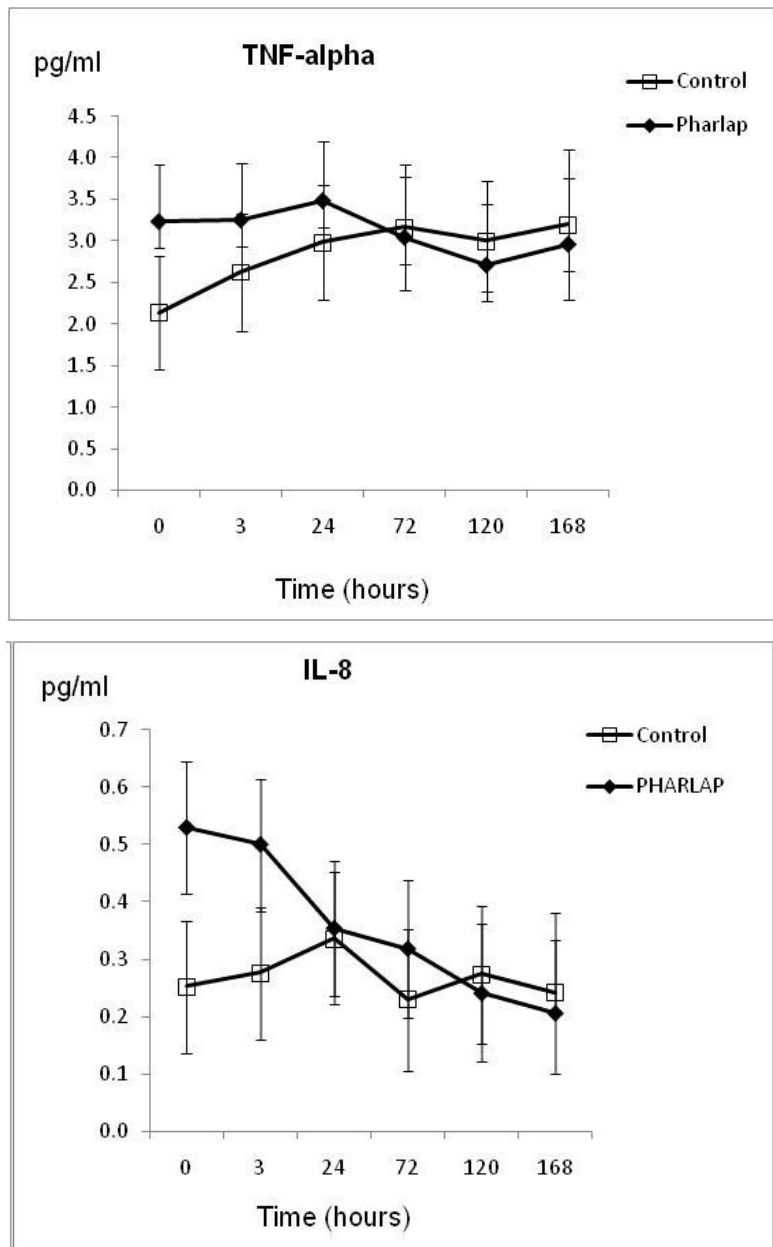 TNF-alpha
pg/ml
Control
Pharlap
4.5
4.0
3.5
3.0
2.5
2.0
1.5
1.0
0.5
0.0
0 3 24 72 120 168
Time (hours)
IL-8
pg/ml
Control
PHARLAP
0.7
0.6
0.5
0.4
0.3
0.2
0.1
0.0
0 3 24 72 120 168
Time (hours)